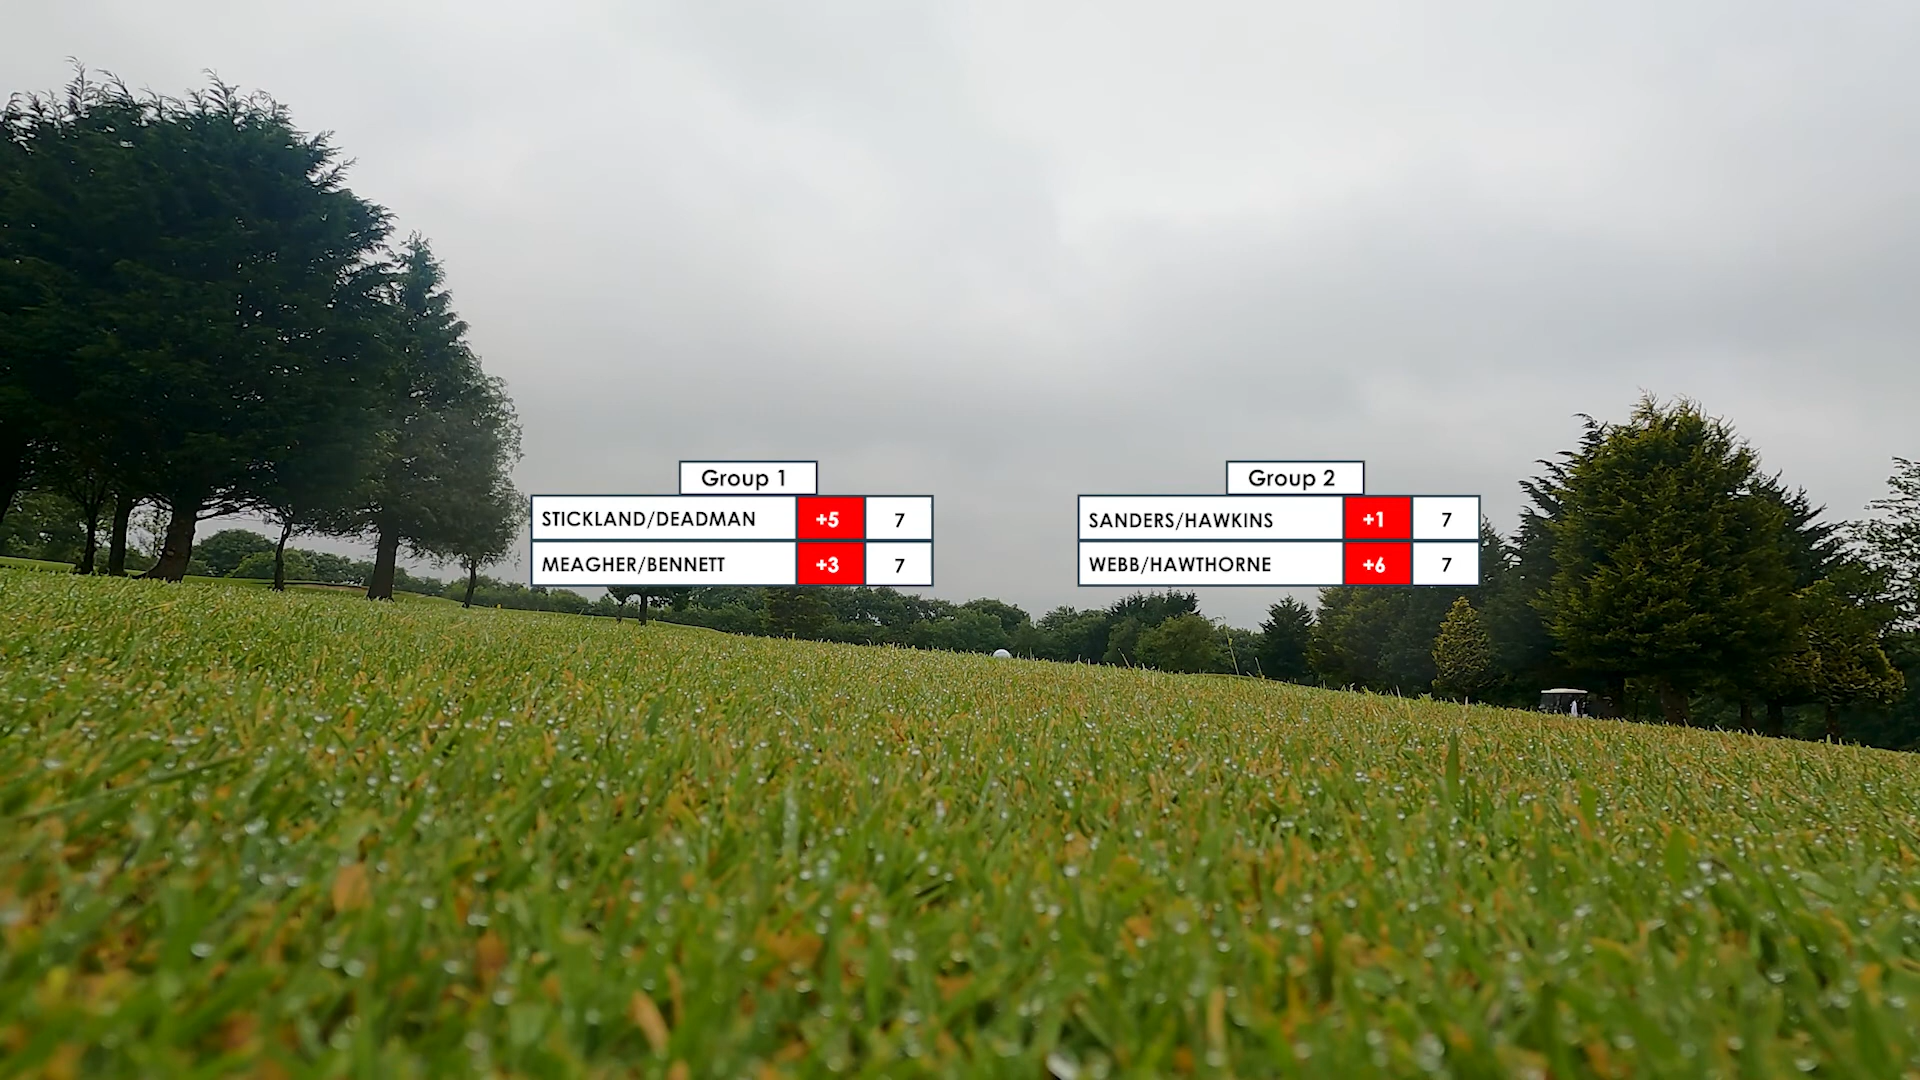 Group 1
STICKLAND/DEADMAN +5 7
MEAGHER/BENNETT +3 7
Group 2
SANDERS/HAWKINS +1 7
WEBB/HAWTHORNE +6 7